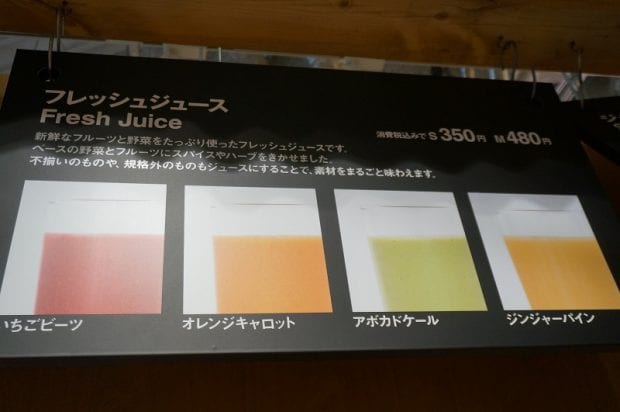 フレッシュジュース
Fresh Juice
消費税込みで S 350円 M 480円
新鮮なフルーツと野菜をたっぷり使ったフレッシュジュースです。
ベースの野菜とフルーツにスパイスやハーブをきかせました。
不揃いのものや、規格外のものもジュースにすることで、素材をまるごと味わえます。
いちごビーツ
オレンジキャロット
アボカドケール
ジンジャーパイン